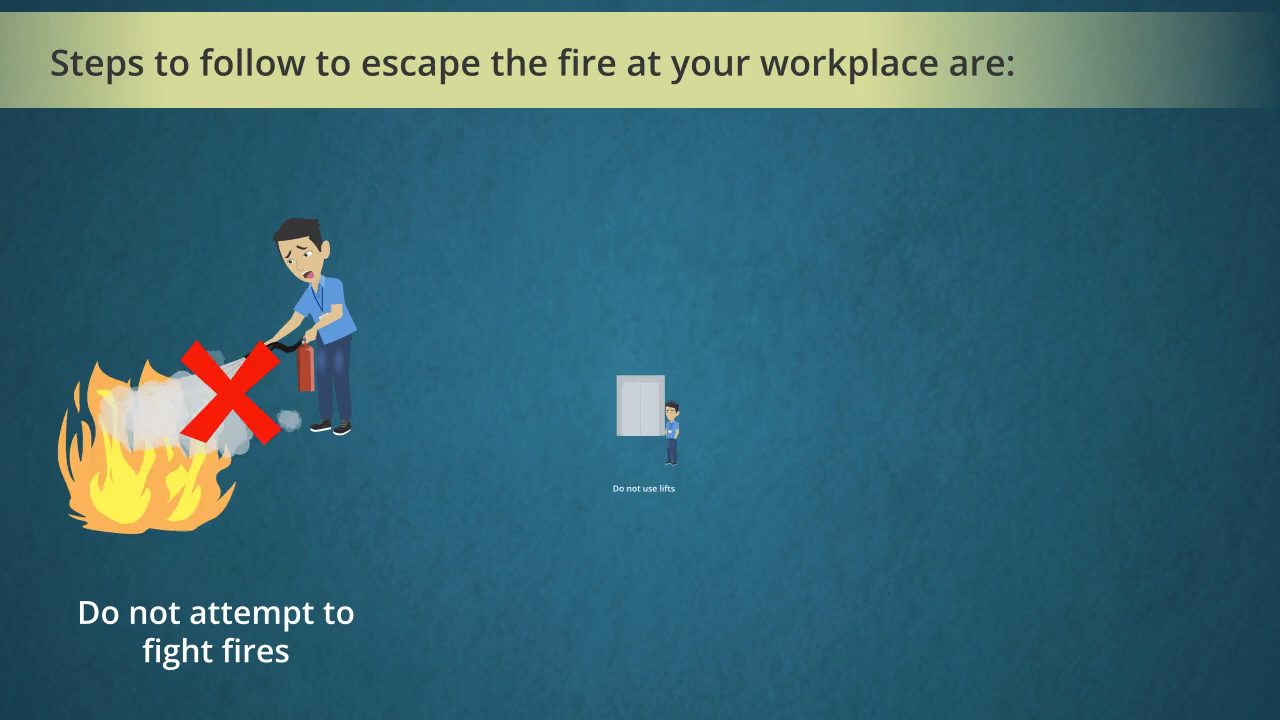 Steps to follow to escape the fire at your workplace are:
Do not use lifts
Do not attempt to
fight fires